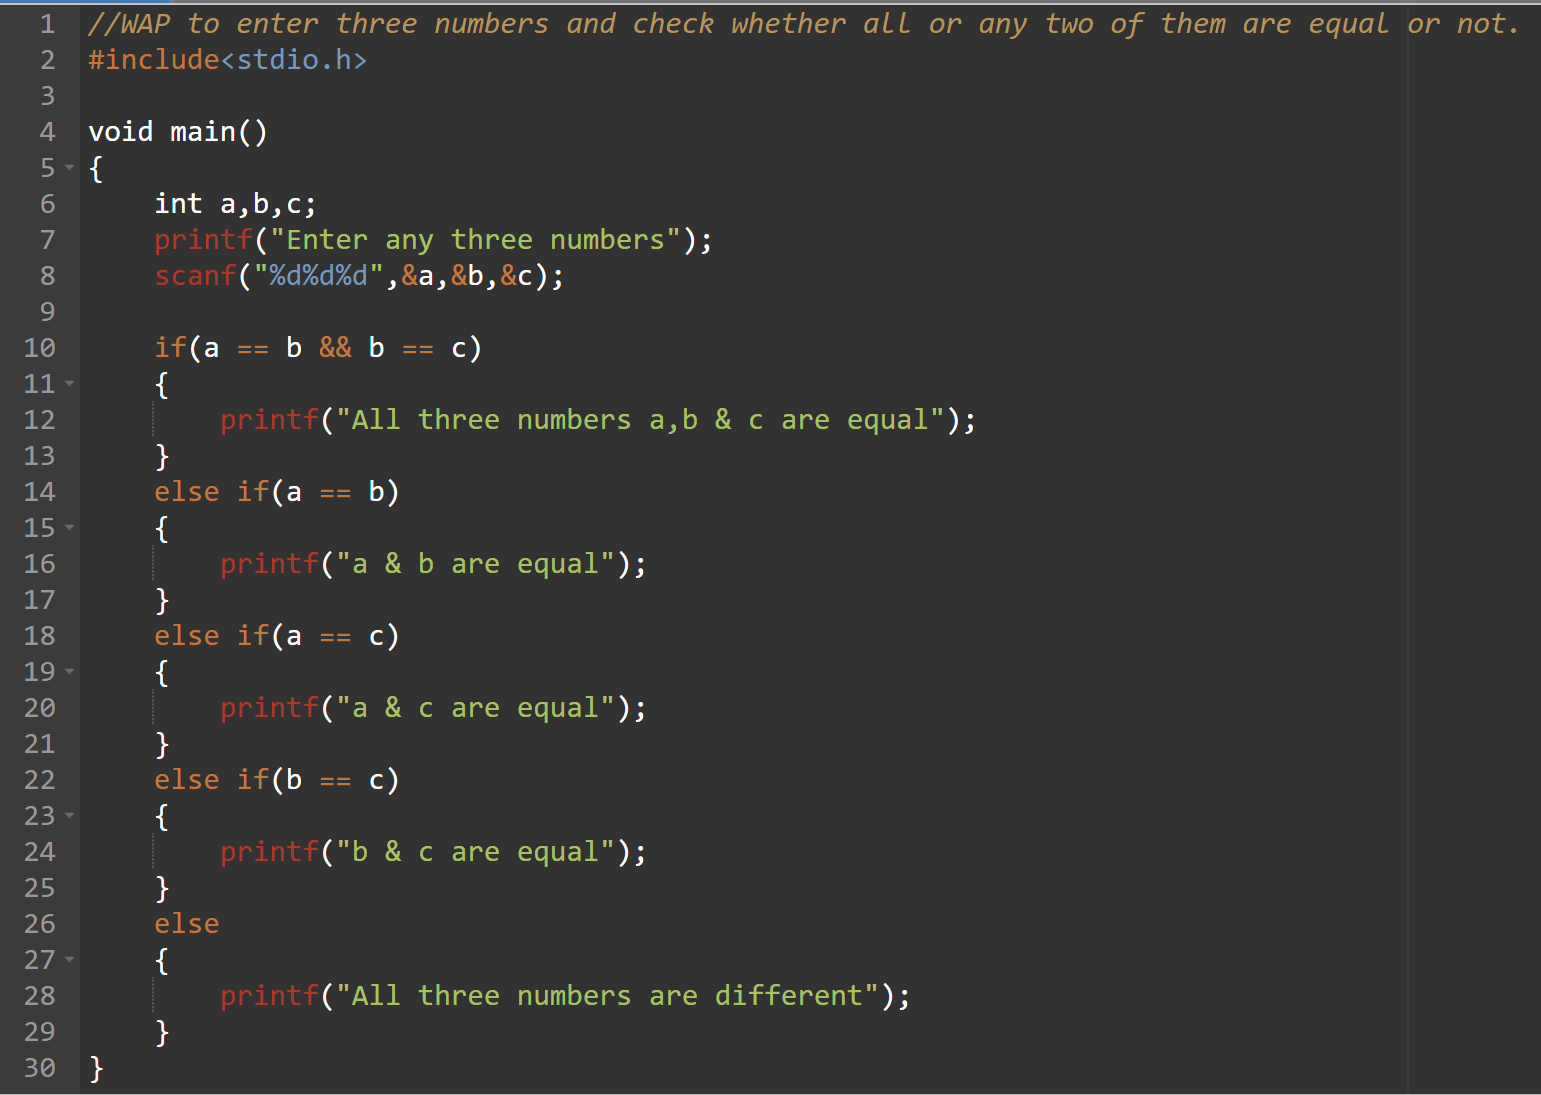 1 //WAP to enter three numbers and check whether all or any two of them are equal or not.
2 #include<stdio.h>
3
4 void main()
5 {
6     int a,b,c;
7     printf("Enter any three numbers");
8     scanf("%d%d%d",&a,&b,&c);
9
10     if(a == b && b == c)
11     {
12         printf("All three numbers a,b & c are equal");
13     }
14     else if(a == b)
15     {
16         printf("a & b are equal");
17     }
18     else if(a == c)
19     {
20         printf("a & c are equal");
21     }
22     else if(b == c)
23     {
24         printf("b & c are equal");
25     }
26     else
27     {
28         printf("All three numbers are different");
29     }
30 }